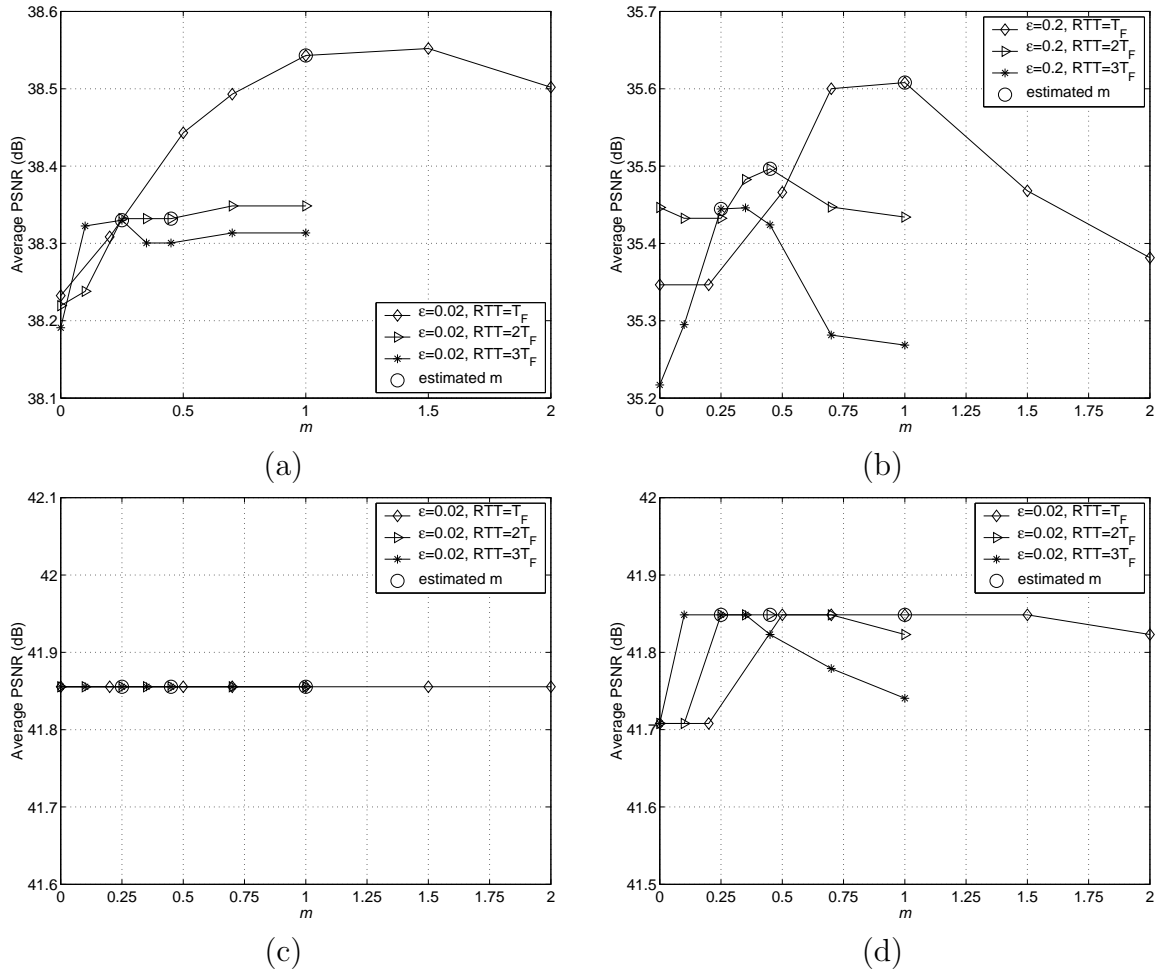 38.6
38.5
38.4
38.3
38.2
38.1
Average PSNR (dB)
0
0.5
1
1.5
2
m
ε=0.02, RTT=T_F
ε=0.02, RTT=2T_F
ε=0.02, RTT=3T_F
estimated m
(a)
35.7
35.6
35.5
35.4
35.3
35.2
Average PSNR (dB)
0
0.25
0.5
0.75
1
1.25
1.5
1.75
2
m
ε=0.2, RTT=T_F
ε=0.2, RTT=2T_F
ε=0.2, RTT=3T_F
estimated m
(b)
42.1
42
41.9
41.8
41.7
41.6
Average PSNR (dB)
0
0.25
0.5
0.75
1
1.25
1.5
1.75
2
m
ε=0.02, RTT=T_F
ε=0.02, RTT=2T_F
ε=0.02, RTT=3T_F
estimated m
(c)
42
41.9
41.8
41.7
41.6
41.5
Average PSNR (dB)
0
0.25
0.5
0.75
1
1.25
1.5
1.75
2
m
ε=0.02, RTT=T_F
ε=0.02, RTT=2T_F
ε=0.02, RTT=3T_F
estimated m
(d)